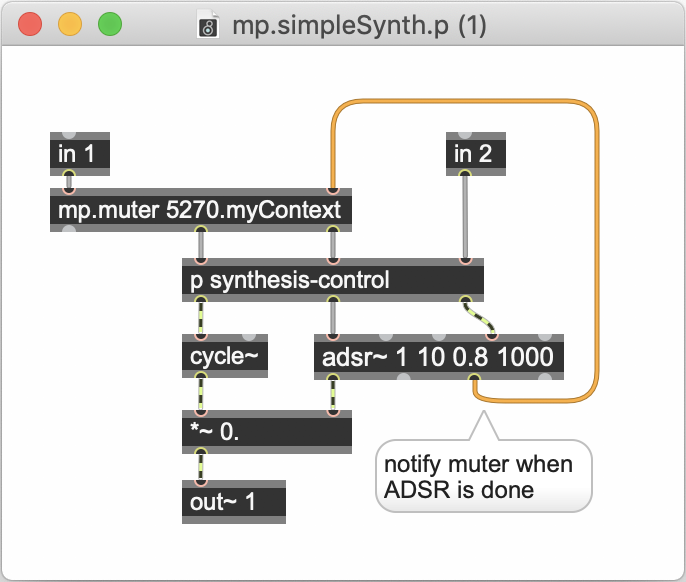 mp.simpleSynth.p (1)
in 1
in 2
mp.muter 5270.myContext
p synthesis-control
cycle~
adsr~ 1 10 0.8 1000
*~ 0.
notify muter when
ADSR is done
out~ 1